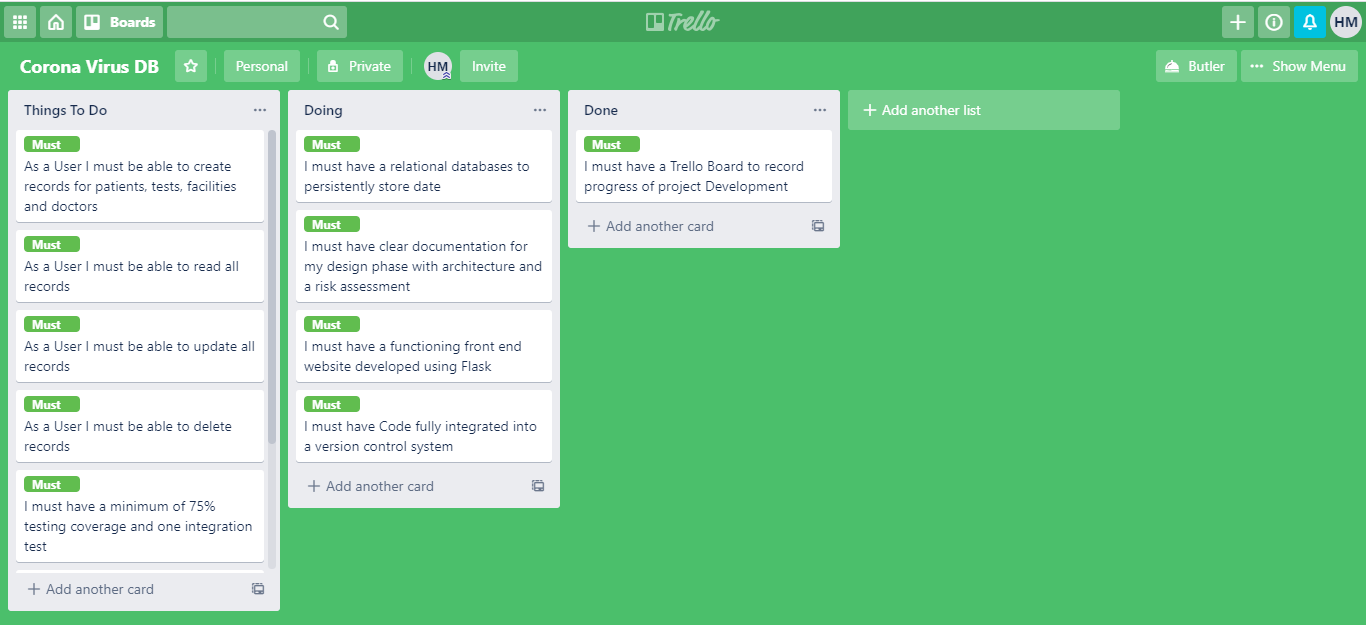 Boards
Trello
HM
Corona Virus DB
Personal
Private
HM
Invite
Butler
Show Menu
Things To Do
Must
As a User I must be able to create
records for patients, tests, facilities
and doctors
Must
As a User I must be able to read all
records
Must
As a User I must be able to update all
records
Must
As a User I must be able to delete
records
Must
I must have a minimum of 75%
testing coverage and one integration
test
+ Add another card
Doing
Must
I must have a relational databases to
persistently store date
Must
I must have clear documentation for
my design phase with architecture and
a risk assessment
Must
I must have a functioning front end
website developed using Flask
Must
I must have Code fully integrated into
a version control system
+ Add another card
Done
Must
I must have a Trello Board to record
progress of project Development
+ Add another card
+ Add another list